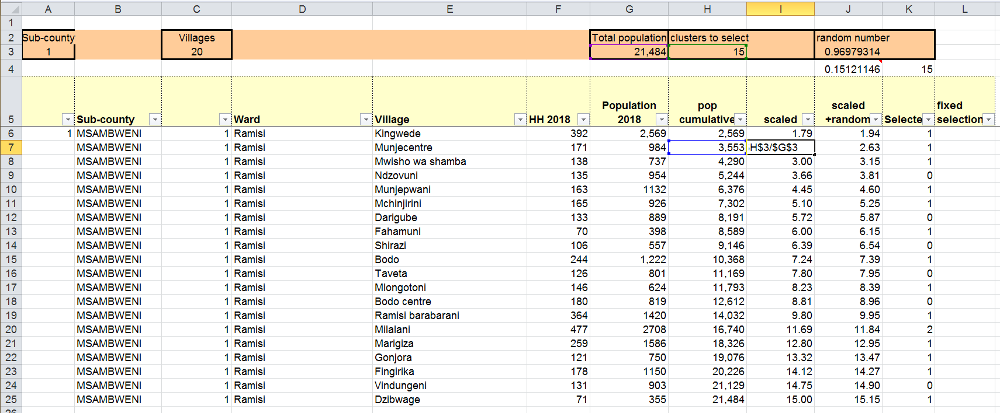 A B C D E F G H I J K L
1
2 Sub-county Villages Total population clusters to select random number
3 1 20 21,484 15 0.96979314
4 0.15121146 15
Population pop scaled fixed
5 Sub-county Ward Village HH 2018 2018 cumulative scaled +random Selecte selection
6 1 MSAMBWENI 1 Ramisi Kingwede 392 2,569 2,569 1.79 1.94 1
7 MSAMBWENI 1 Ramisi Munjecentre 171 984 3,553 H$3/$G$3 2.63 1
8 MSAMBWENI 1 Ramisi Mwisho wa shamba 138 737 4,290 3.00 3.15 1
9 MSAMBWENI 1 Ramisi Ndzovuni 135 954 5,244 3.66 3.81 0
10 MSAMBWENI 1 Ramisi Munjepwani 163 1132 6,376 4.45 4.60 1
11 MSAMBWENI 1 Ramisi Mchinjirini 165 926 7,302 5.10 5.25 1
12 MSAMBWENI 1 Ramisi Darigube 133 889 8,191 5.72 5.87 0
13 MSAMBWENI 1 Ramisi Fahamuni 70 398 8,589 6.00 6.15 1
14 MSAMBWENI 1 Ramisi Shirazi 106 557 9,146 6.39 6.54 0
15 MSAMBWENI 1 Ramisi Bodo 244 1,222 10,368 7.24 7.39 1
16 MSAMBWENI 1 Ramisi Taveta 126 801 11,169 7.80 7.95 0
17 MSAMBWENI 1 Ramisi Mlongotoni 146 624 11,793 8.23 8.39 1
18 MSAMBWENI 1 Ramisi Bodo centre 180 819 12,612 8.81 8.96 0
19 MSAMBWENI 1 Ramisi Ramisi barabarani 364 1420 14,032 9.80 9.95 1
20 MSAMBWENI 1 Ramisi Milalani 477 2708 16,740 11.69 11.84 2
21 MSAMBWENI 1 Ramisi Marigiza 259 1586 18,326 12.80 12.95 1
22 MSAMBWENI 1 Ramisi Gonjora 121 750 19,076 13.32 13.47 1
23 MSAMBWENI 1 Ramisi Fingirika 178 1150 20,226 14.12 14.27 1
24 MSAMBWENI 1 Ramisi Vindungeni 131 903 21,129 14.75 14.90 0
25 MSAMBWENI 1 Ramisi Dzibwage 71 355 21,484 15.00 15.15 1